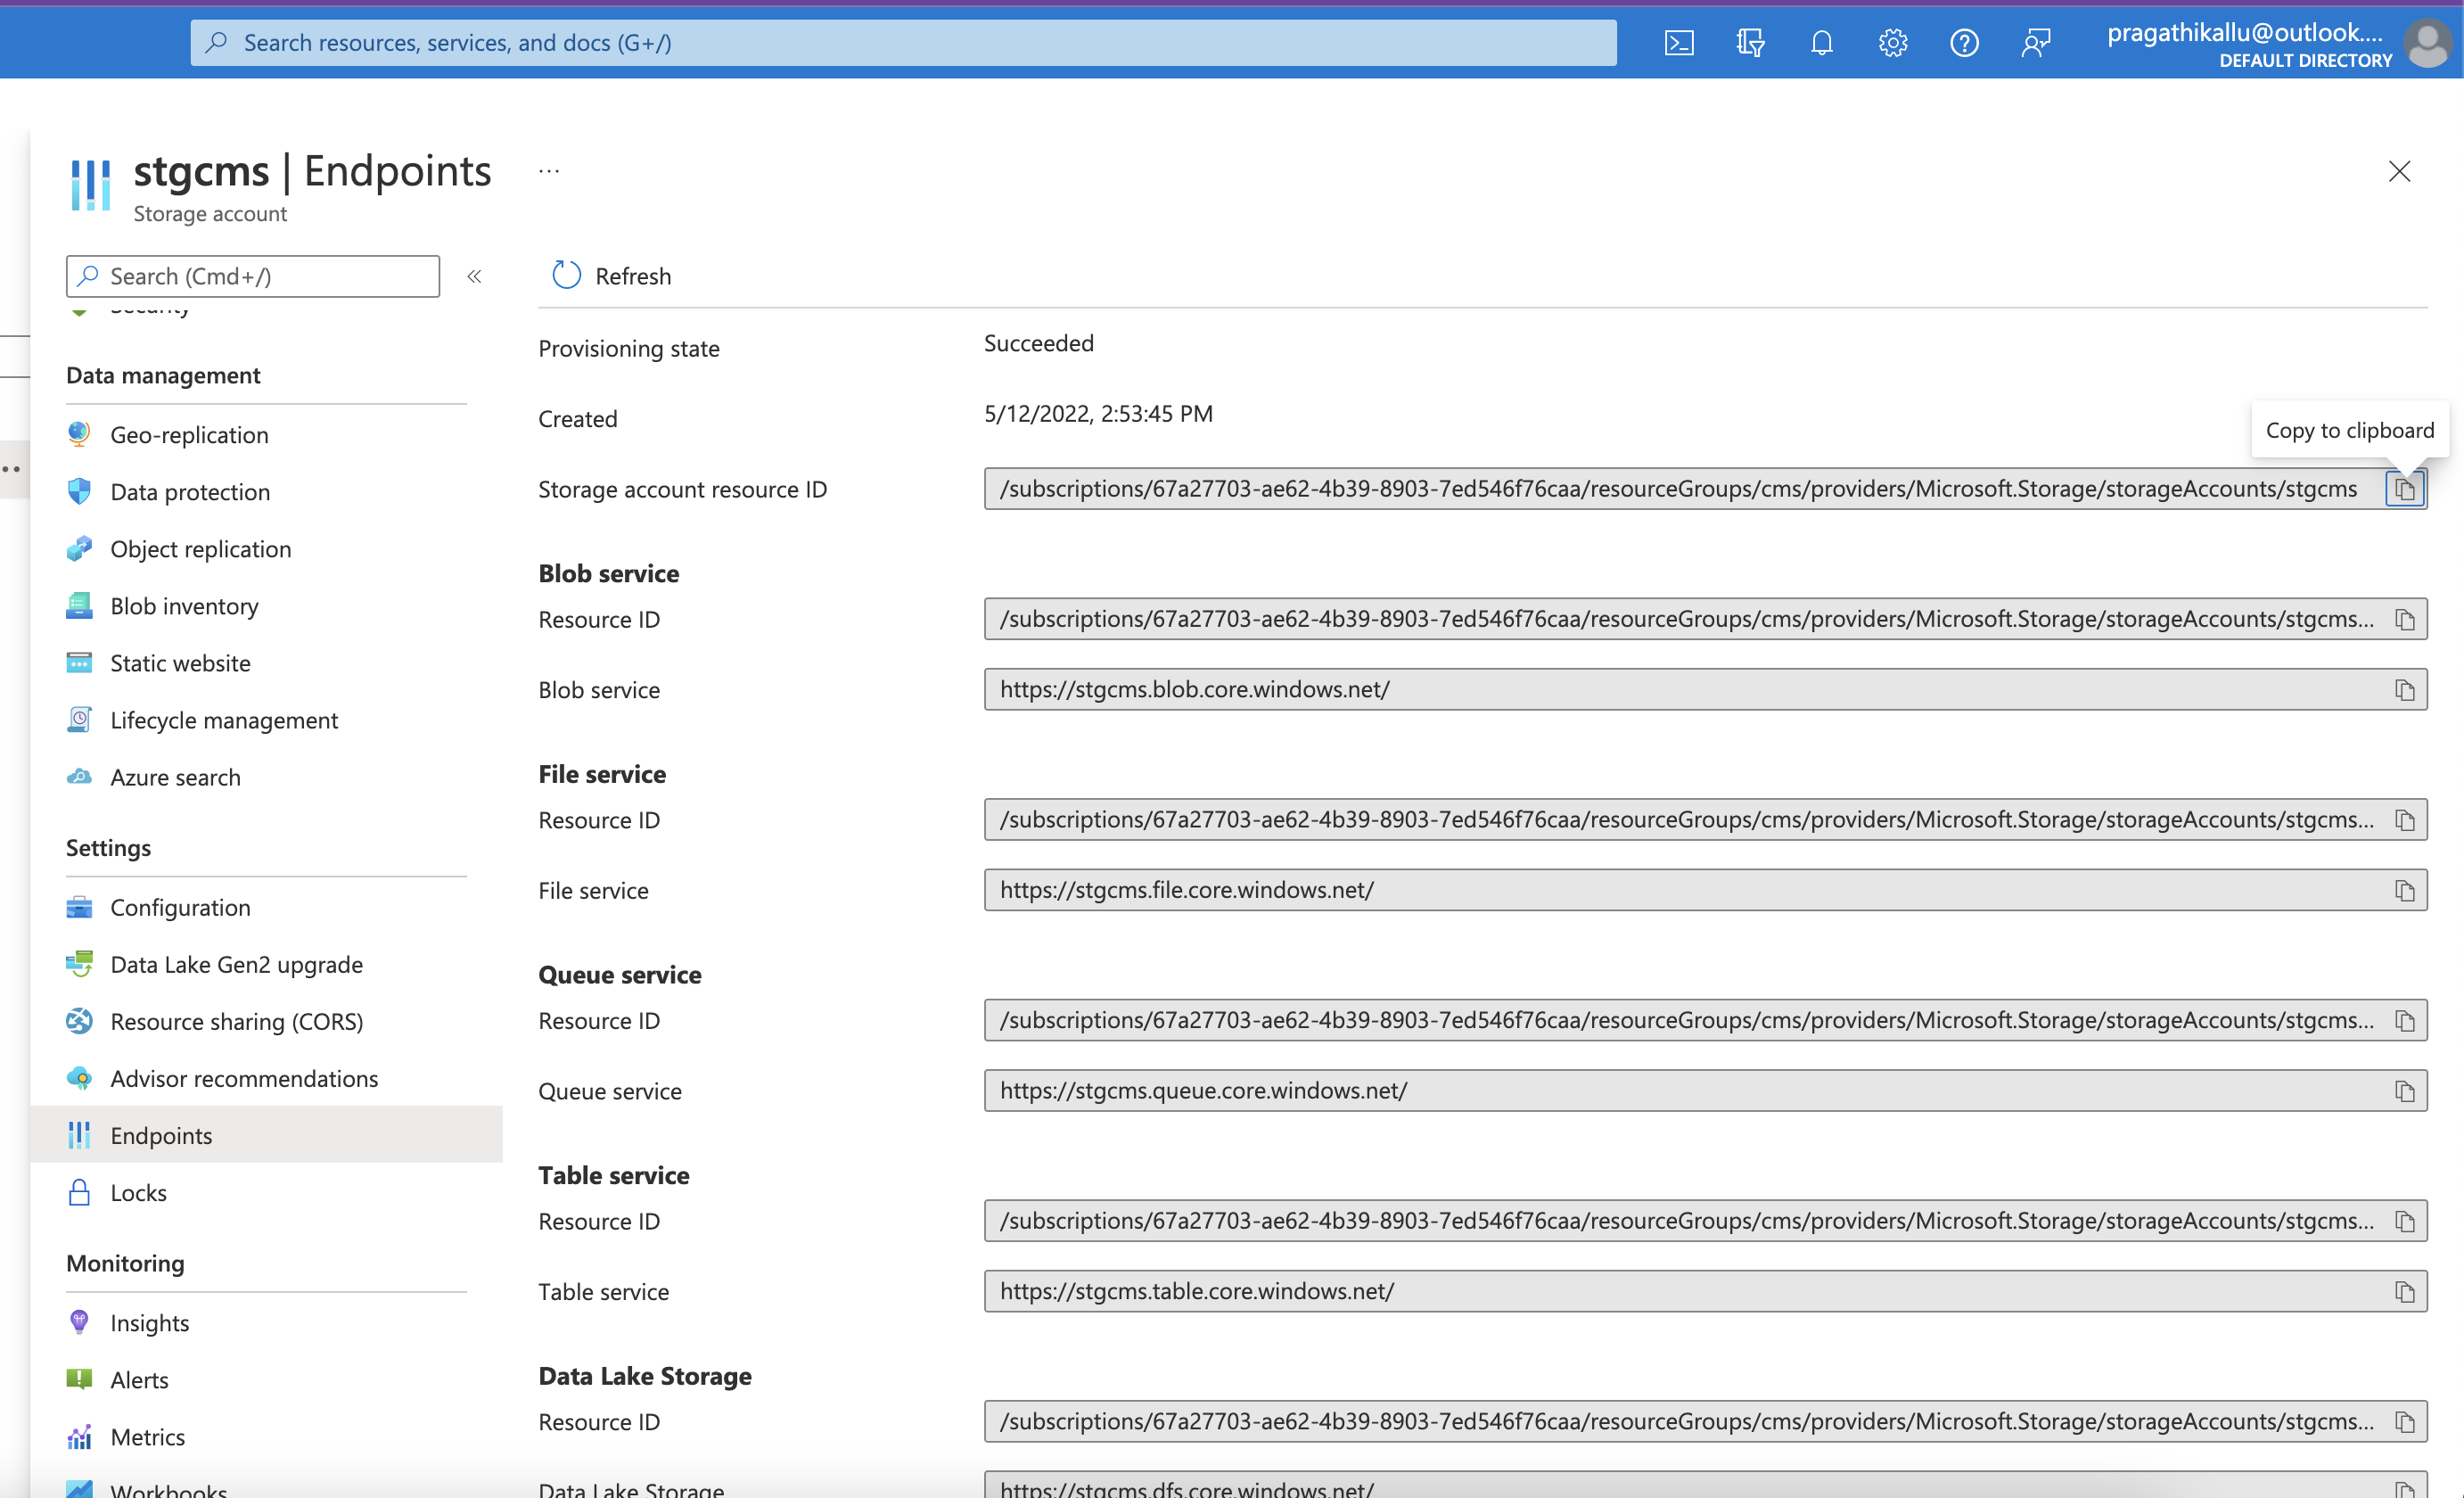 Search resources, services, and docs (G+/)
pragathikallu@outlook....
DEFAULT DIRECTORY
stgcms | Endpoints ...
Storage account
Search (Cmd+/)
«
Refresh
Security
Data management
Geo-replication
Data protection
Object replication
Blob inventory
Static website
Lifecycle management
Azure search
Settings
Configuration
Data Lake Gen2 upgrade
Resource sharing (CORS)
Advisor recommendations
Endpoints
Locks
Monitoring
Insights
Alerts
Metrics
Workbooks
Provisioning state
Succeeded
Created
5/12/2022, 2:53:45 PM
Copy to clipboard
Storage account resource ID
/subscriptions/67a27703-ae62-4b39-8903-7ed546f76caa/resourceGroups/cms/providers/Microsoft.Storage/storageAccounts/stgcms
Blob service
Resource ID
/subscriptions/67a27703-ae62-4b39-8903-7ed546f76caa/resourceGroups/cms/providers/Microsoft.Storage/storageAccounts/stgcms...
Blob service
https://stgcms.blob.core.windows.net/
File service
Resource ID
/subscriptions/67a27703-ae62-4b39-8903-7ed546f76caa/resourceGroups/cms/providers/Microsoft.Storage/storageAccounts/stgcms...
File service
https://stgcms.file.core.windows.net/
Queue service
Resource ID
/subscriptions/67a27703-ae62-4b39-8903-7ed546f76caa/resourceGroups/cms/providers/Microsoft.Storage/storageAccounts/stgcms...
Queue service
https://stgcms.queue.core.windows.net/
Table service
Resource ID
/subscriptions/67a27703-ae62-4b39-8903-7ed546f76caa/resourceGroups/cms/providers/Microsoft.Storage/storageAccounts/stgcms...
Table service
https://stgcms.table.core.windows.net/
Data Lake Storage
Resource ID
/subscriptions/67a27703-ae62-4b39-8903-7ed546f76caa/resourceGroups/cms/providers/Microsoft.Storage/storageAccounts/stgcms...
Data Lake Storage
https://stgcms.dfs.core.windows.net/